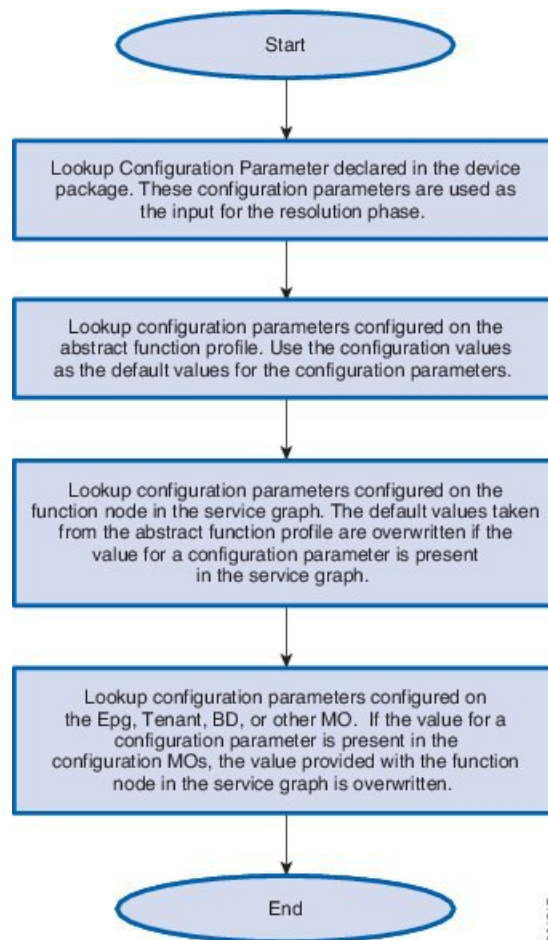 Start
Lookup Configuration Parameter declared in the device
package. These configuration parameters are used as
the input for the resolution phase.
Lookup configuration parameters configured on the
abstract function profile. Use the configuration values
as the default values for the configuration parameters.
Lookup configuration parameters configured on the
function node in the service graph. The default values taken
from the abstract function profile are overwritten if the
value for a configuration parameter is present
in the service graph.
Lookup configuration parameters configured on
the Epg, Tenant, BD, or other MO. If the value for a
configuration parameter is present in the
configuration MOs, the value provided with the function
node in the service graph is overwritten.
End